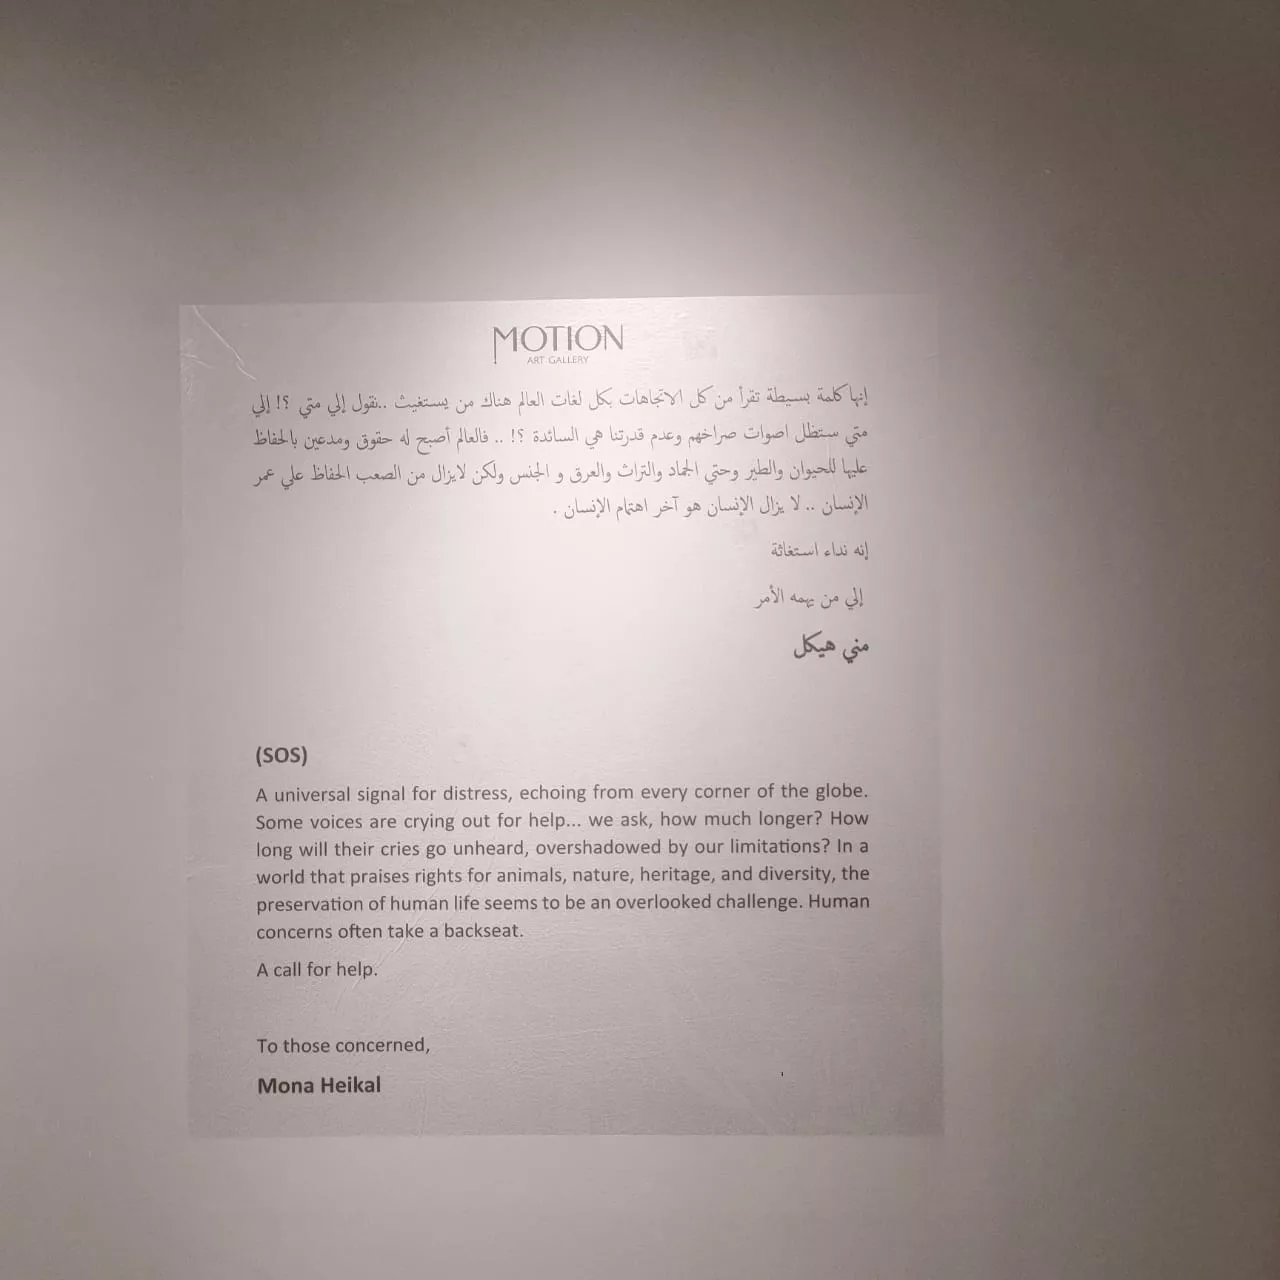 MOTION
ART GALLERY
إنها كلمة بسيطة تقرأ من كل الاتجاهات بكل لغات العالم هناك من يستغيث ..نقول إلي متي ؟! إلي
متي ستظل اصوات صراخهم وعدم قدرتنا هي السائدة ؟! .. فالعالم أصبح له حقوق ومدعين بالحفاظ
عليها للحيوان والطير وحتي الجماد والتراث والعرق و الجنس ولكن لايزال من الصعب الحفاظ علي عمر
الإنسان .. لا يزال الإنسان هو آخر اهتمام الإنسان .
إنه نداء استغاثة
إلي من يهمه الأمر
مني هيكل
(SOS)
A universal signal for distress, echoing from every corner of the globe.
Some voices are crying out for help... we ask, how much longer? How
long will their cries go unheard, overshadowed by our limitations? In a
world that praises rights for animals, nature, heritage, and diversity, the
preservation of human life seems to be an overlooked challenge. Human
concerns often take a backseat.
A call for help.
To those concerned,
Mona Heikal